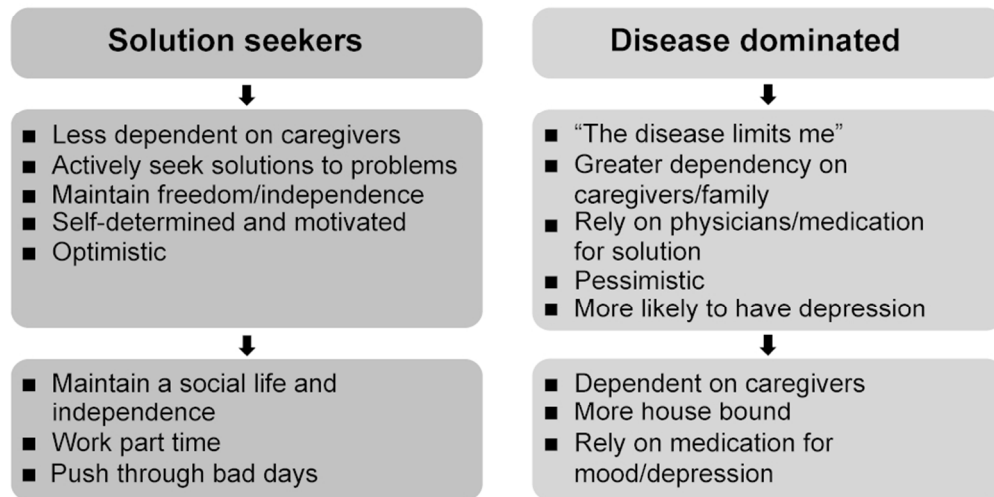 Solution seekers
■ Less dependent on caregivers
■ Actively seek solutions to problems
■ Maintain freedom/independence
■ Self-determined and motivated
■ Optimistic
■ Maintain a social life and
independence
■ Work part time
■ Push through bad days
Disease dominated
■ “The disease limits me”
■ Greater dependency on
caregivers/family
■ Rely on physicians/medication
for solution
■ Pessimistic
■ More likely to have depression
■ Dependent on caregivers
■ More house bound
■ Rely on medication for
mood/depression